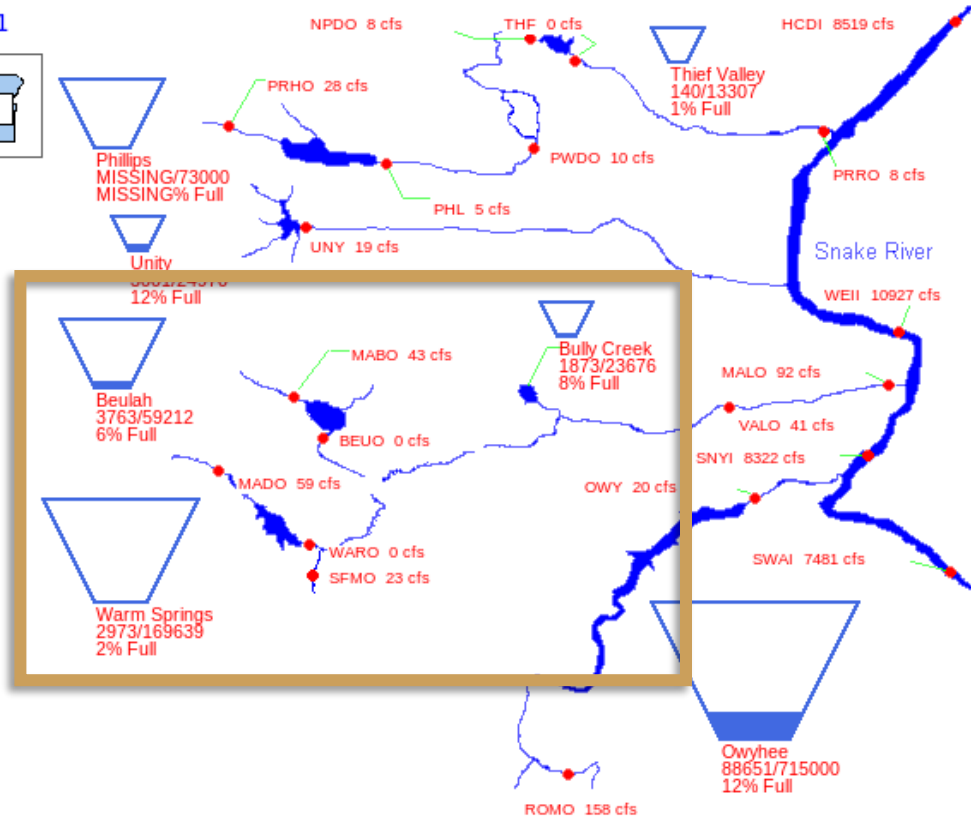 1
NPDO 8 cfs
THF 0 cfs
HCDI 8519 cfs
Thief Valley
140/13307
1% Full
PRHO 28 cfs
Phillips
MISSING/73000
MISSING% Full
PWDO 10 cfs
PRRO 8 cfs
PHL 5 cfs
UNY 19 cfs
Snake River
Unity
12% Full
WEII 10927 cfs
Bully Creek
1873/23676
8% Full
MABO 43 cfs
MALO 92 cfs
Beulah
3763/59212
6% Full
VALO 41 cfs
BEUO 0 cfs
SNYI 8322 cfs
MADO 59 cfs
OWY 20 cfs
WARO 0 cfs
SWAI 7481 cfs
SFMO 23 cfs
Warm Springs
2973/169639
2% Full
Owyhee
88651/715000
12% Full
ROMO 158 cfs